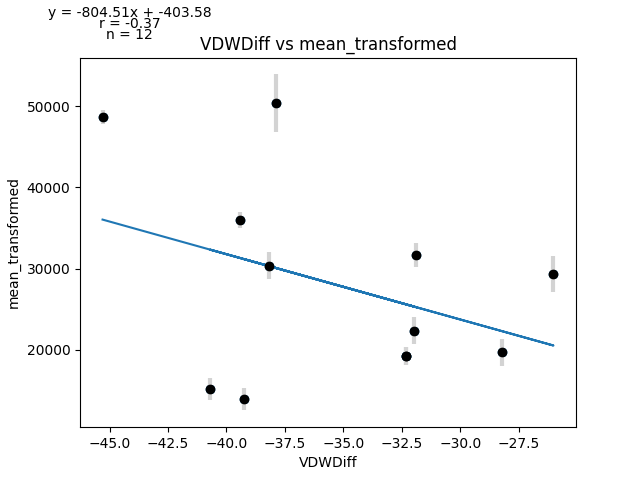 y = -804.51x + -403.58
r = -0.37
n = 12
VDWDiff vs mean_transformed
50000
40000
30000
20000
mean_transformed
−45.0 −42.5 −40.0 −37.5 −35.0 −32.5 −30.0 −27.5
VDWDiff